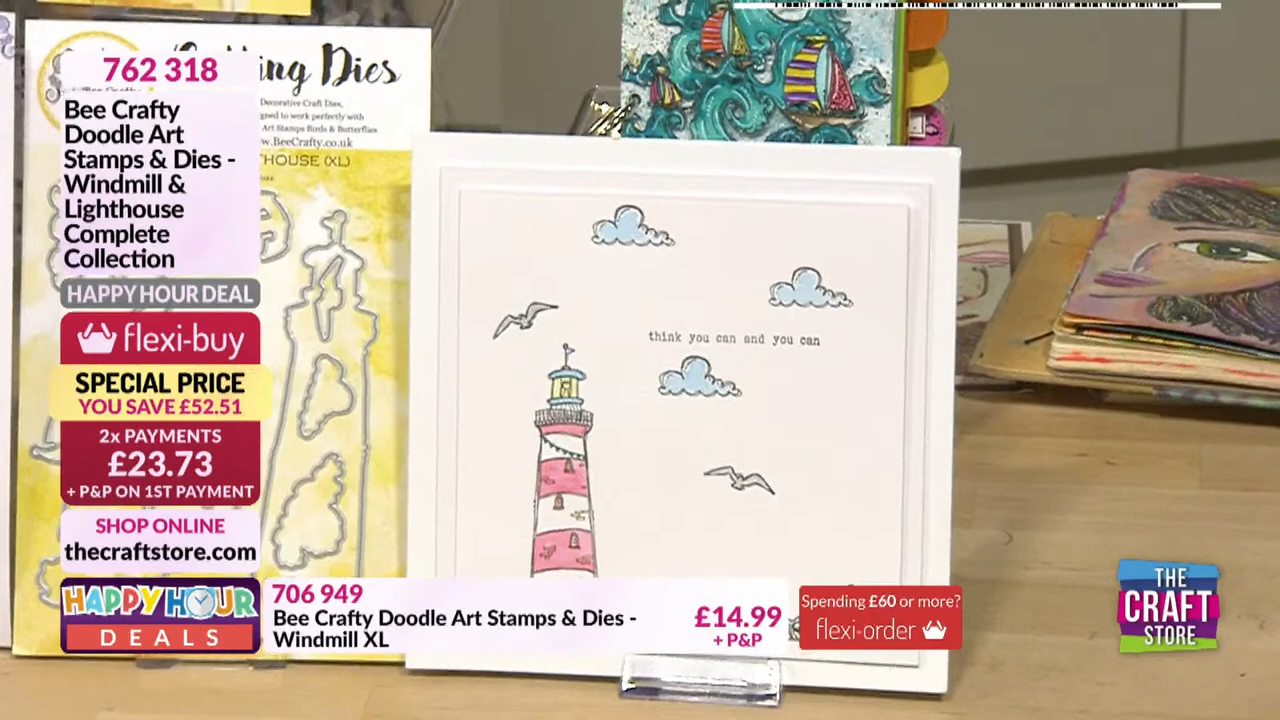 762 318
Bee Crafty
Doodle Art
Stamps & Dies -
Windmill &
Lighthouse
Complete
Collection
HAPPY HOUR DEAL
flexi-buy
SPECIAL PRICE
YOU SAVE £52.51
2x PAYMENTS
£23.73
+ P&P ON 1ST PAYMENT
SHOP ONLINE
thecraftstore.com
HAPPY HOUR
DEALS
Dies
Decorative Craft Dies,
to work perfectly with
Art Stamps Birds & Butterflies
.BeeCrafty.co.uk
(XL)
think you can and you can
706 949
Bee Crafty Doodle Art Stamps & Dies -
Windmill XL
£14.99
+ P&P
Spending £60 or more?
flexi-order
THE
CRAFT
STORE